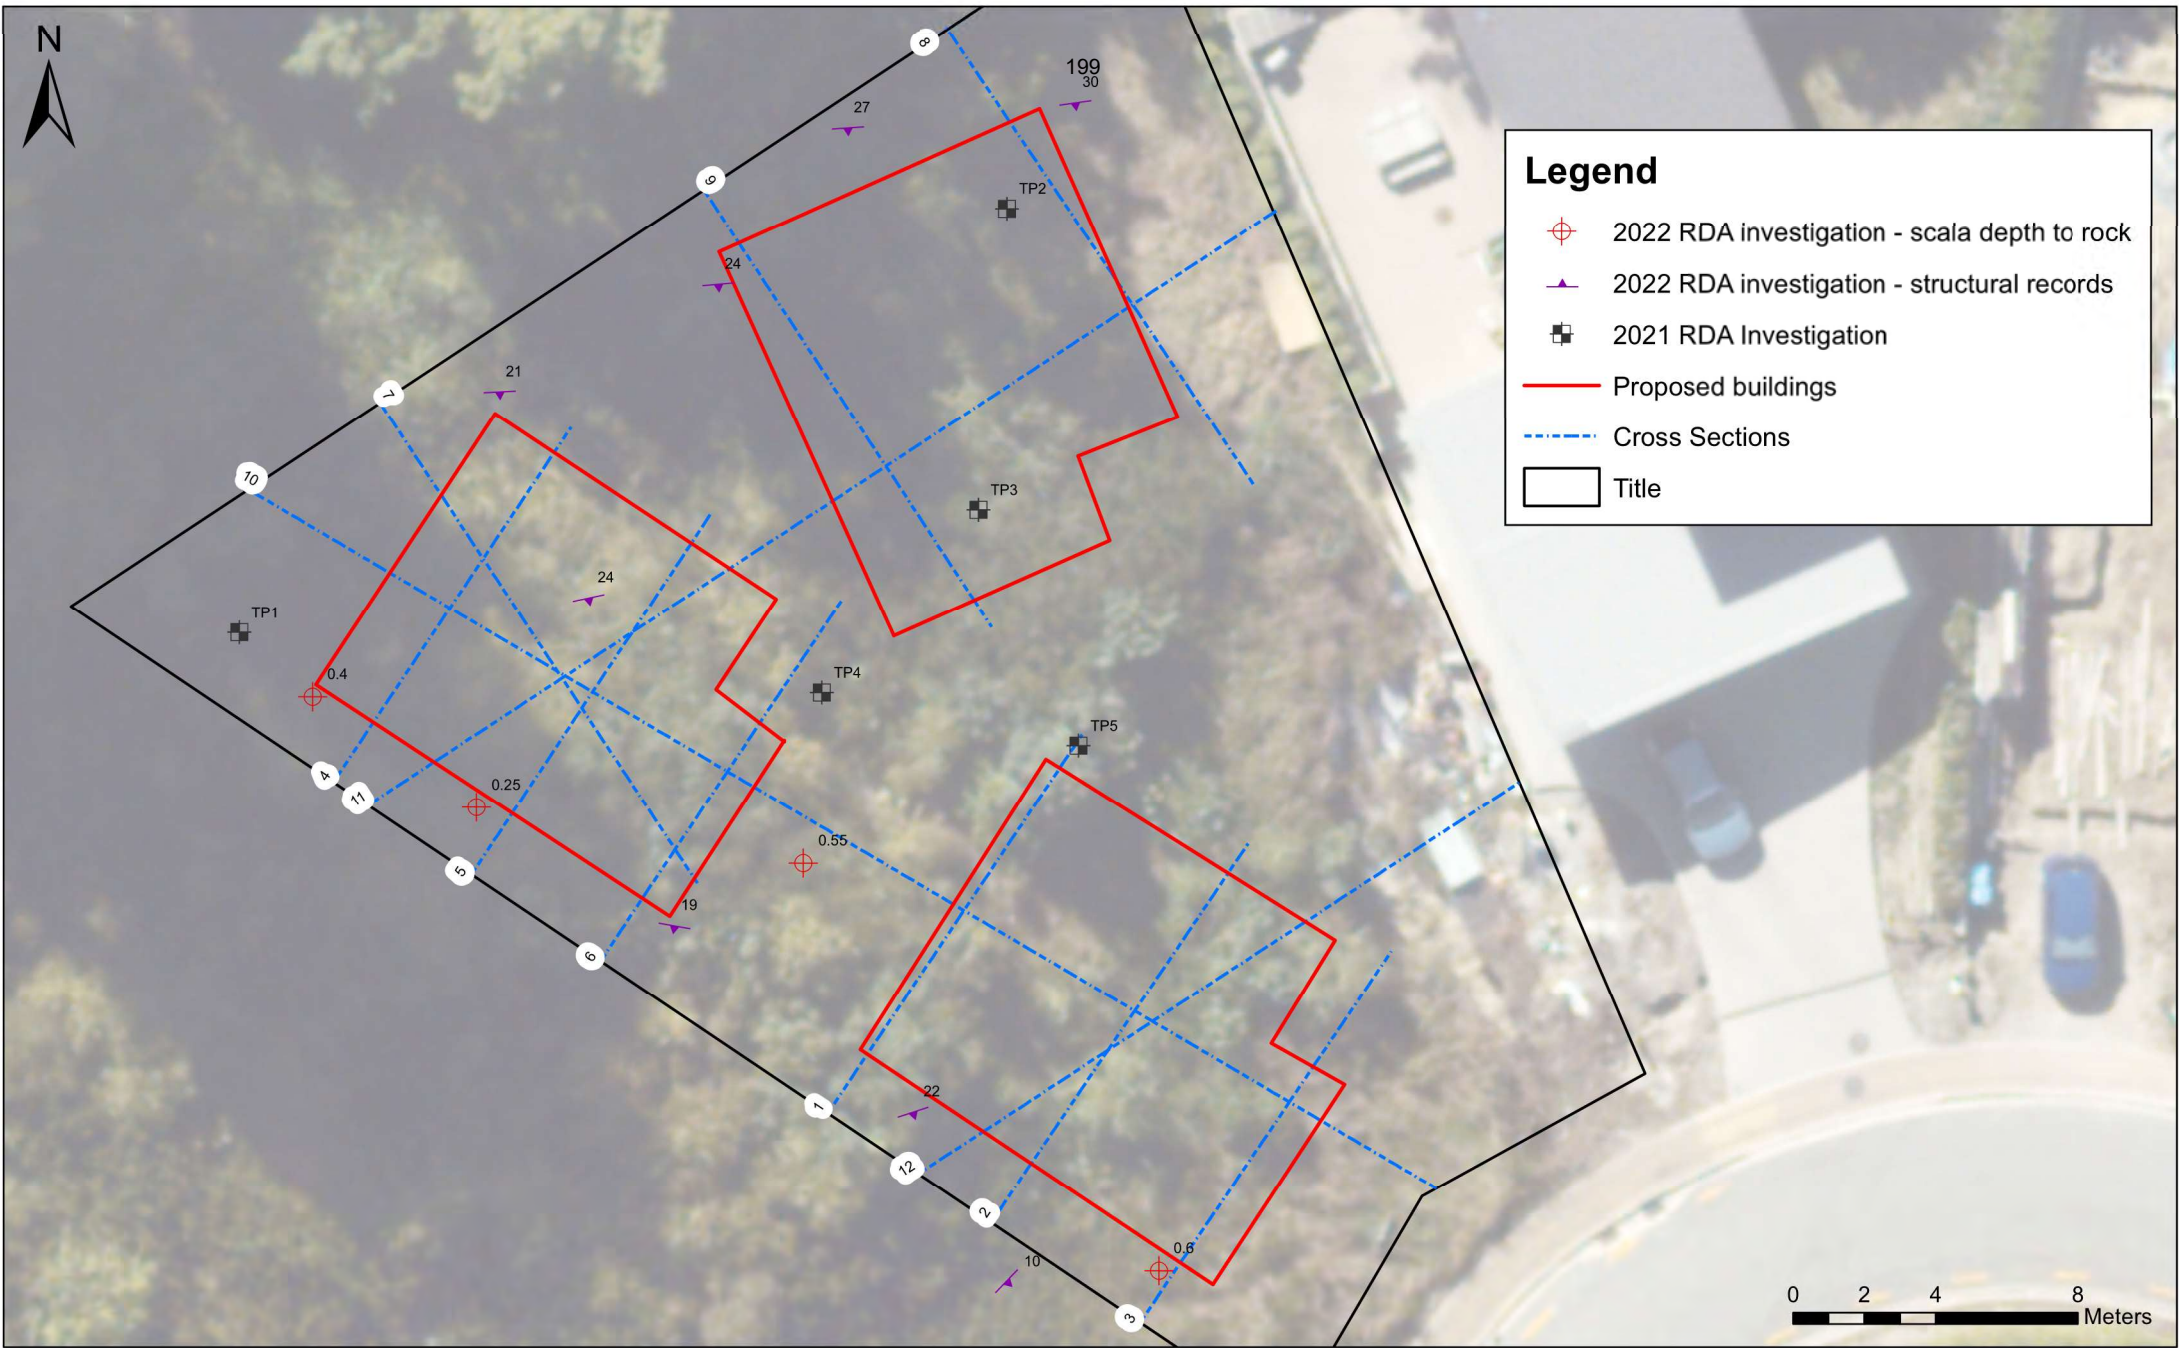 N
8
199
30
27
9
TP2
24
21
7
10
TP3
24
TP1
0.4
TP4
TP5
4
11
0.25
0.55
5
19
6
22
1
12
2
0.6
10
3
Legend
2022 RDA investigation - scala depth to rock
2022 RDA investigation - structural records
2021 RDA Investigation
Proposed buildings
Cross Sections
Title
0 2 4 8
Meters